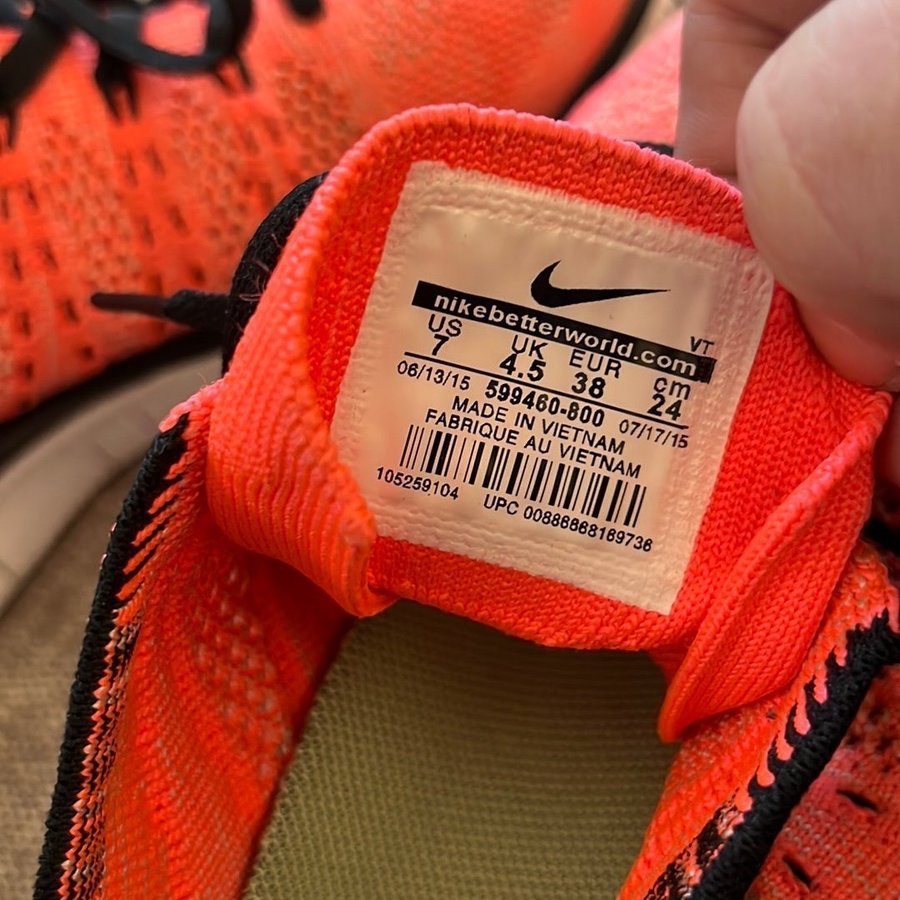 nikebetterworld.com
VT
US UK EUR cm
7 4.5 38 24
06/13/15 599460-800 07/17/15
MADE IN VIETNAM
FABRIQUE AU VIETNAM
105259104 UPC 00886668169736